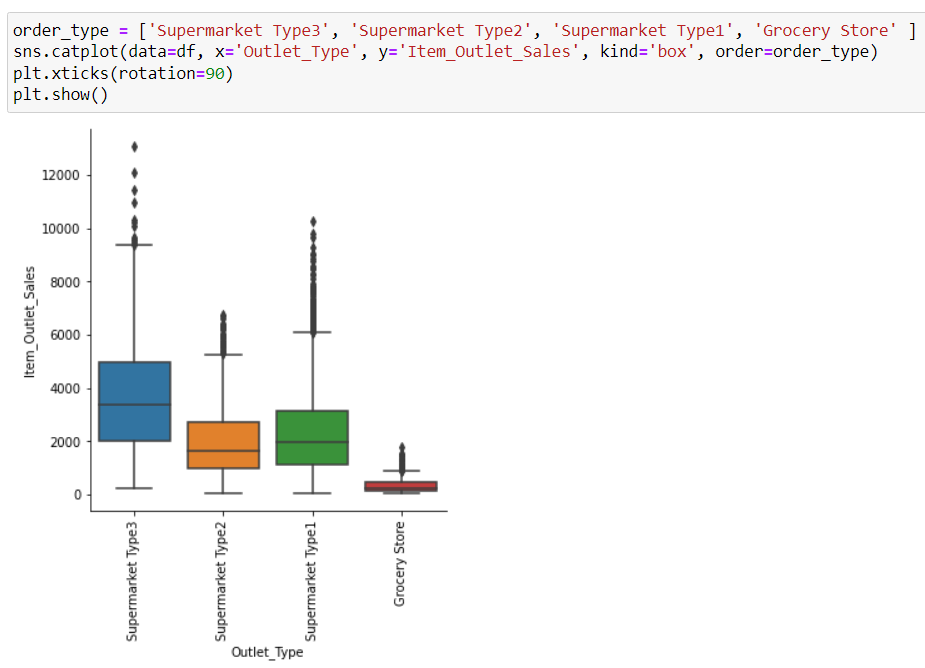 order_type = ['Supermarket Type3', 'Supermarket Type2', 'Supermarket Type1', 'Grocery Store' ]
sns.catplot(data=df, x='Outlet_Type', y='Item_Outlet_Sales', kind='box', order=order_type)
plt.xticks(rotation=90)
plt.show()
12000
10000
8000
6000
4000
2000
0
Item_Outlet_Sales
Supermarket Type3
Supermarket Type2
Supermarket Type1
Grocery Store
Outlet_Type